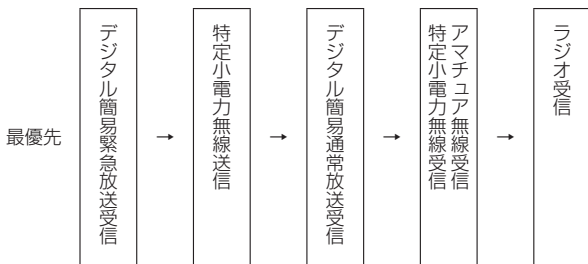 最優先
デジタル簡易緊急放送受信
→
特定小電力無線送信
→
デジタル簡易通常放送受信
→
アマチュア無線受信
特定小電力無線受信
→
ラジオ受信